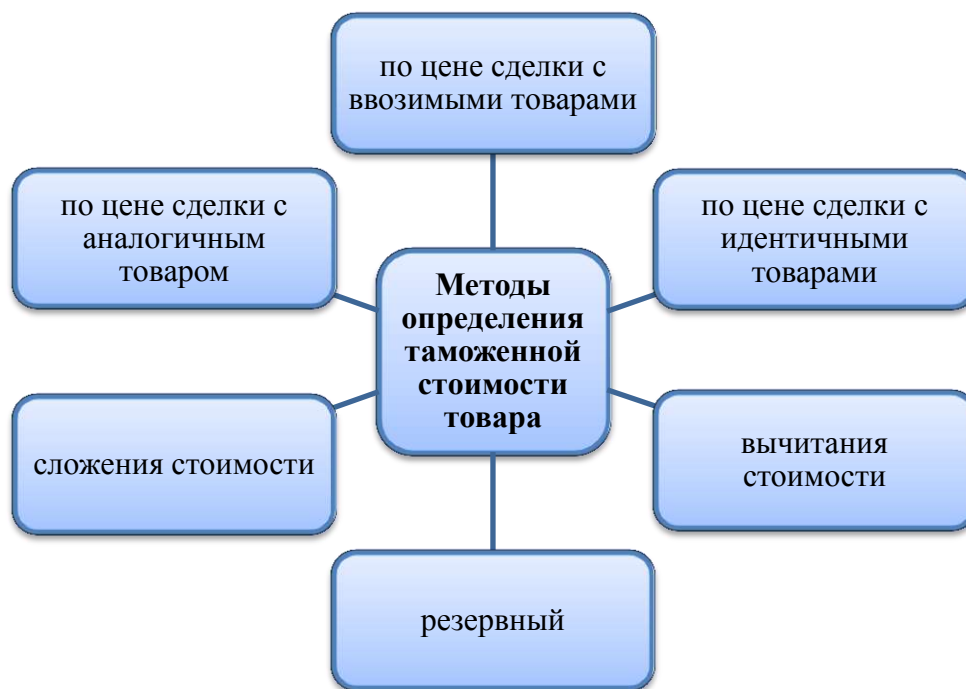 по цене сделки с
ввозимыми товарами
по цене сделки с
аналогичным
товаром
по цене сделки с
идентичными
товарами
Методы
определения
таможенной
стоимости
товара
сложения стоимости
вычитания
стоимости
резервный